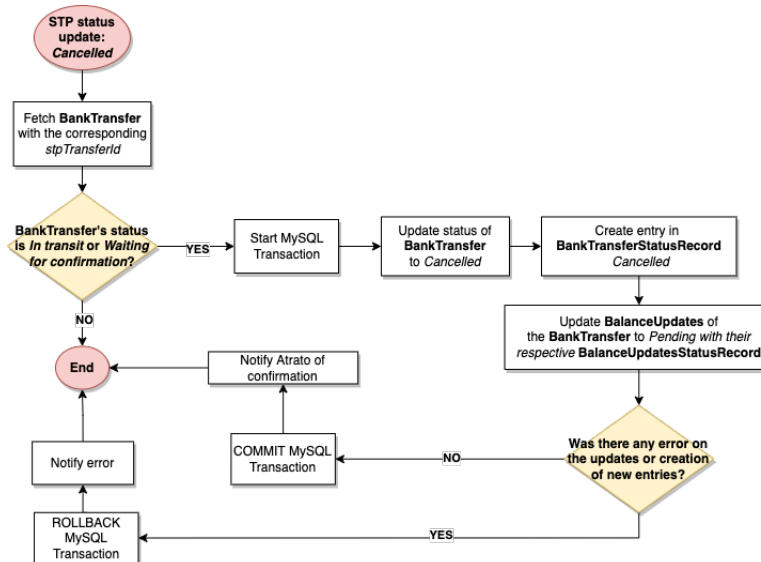 STP status
update:
Cancelled
Fetch BankTransfer
with the corresponding
stpTransferId
BankTransfer's status
is In transit or Waiting
for confirmation?
YES
Start MySQL
Transaction
Update status of
BankTransfer
to Cancelled
Create entry in
BankTransferStatusRecord
Cancelled
NO
Update BalanceUpdates of
the BankTransfer to Pending with their
respective BalanceUpdatesStatusRecord
End
Notify Atrato of
confirmation
Was there any error on
the updates or creation
of new entries?
NO
COMMIT MySQL
Transaction
Notify error
YES
ROLLBACK
MySQL
Transaction